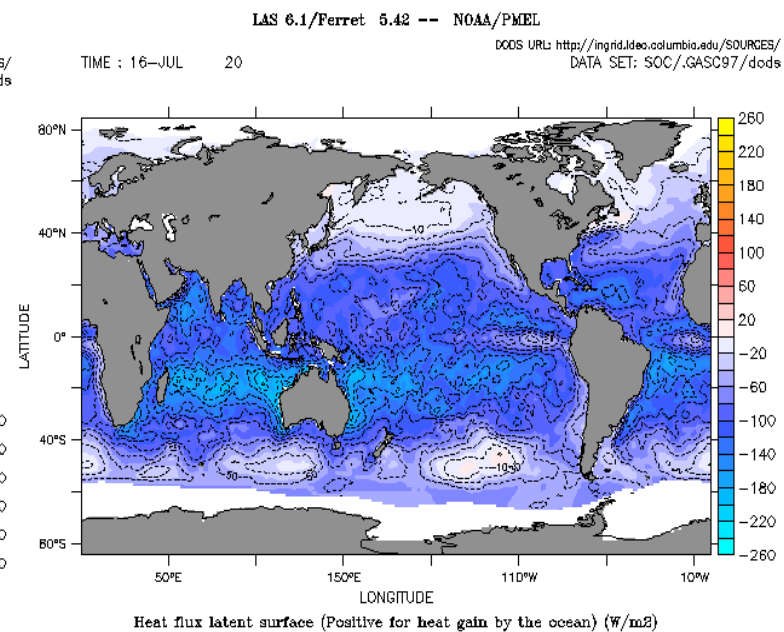 LAS 6.1/Ferret 5.42 -- NOAA/PMEL
DODS URL: http://ingrid.ldeo.columbia.edu/SOURCES/
TIME : 16-JUL 20
DATA SET: SOC/.GASC97/dods
S/
ds
80°N
40°N
0°
40°S
80°S
LATITUDE
50°E
150°E
110°W
10°W
LONGITUDE
260
220
180
140
100
60
20
-20
-60
-100
-140
-180
-220
-260
Heat flux latent surface (Positive for heat gain by the ocean) (W/m2)